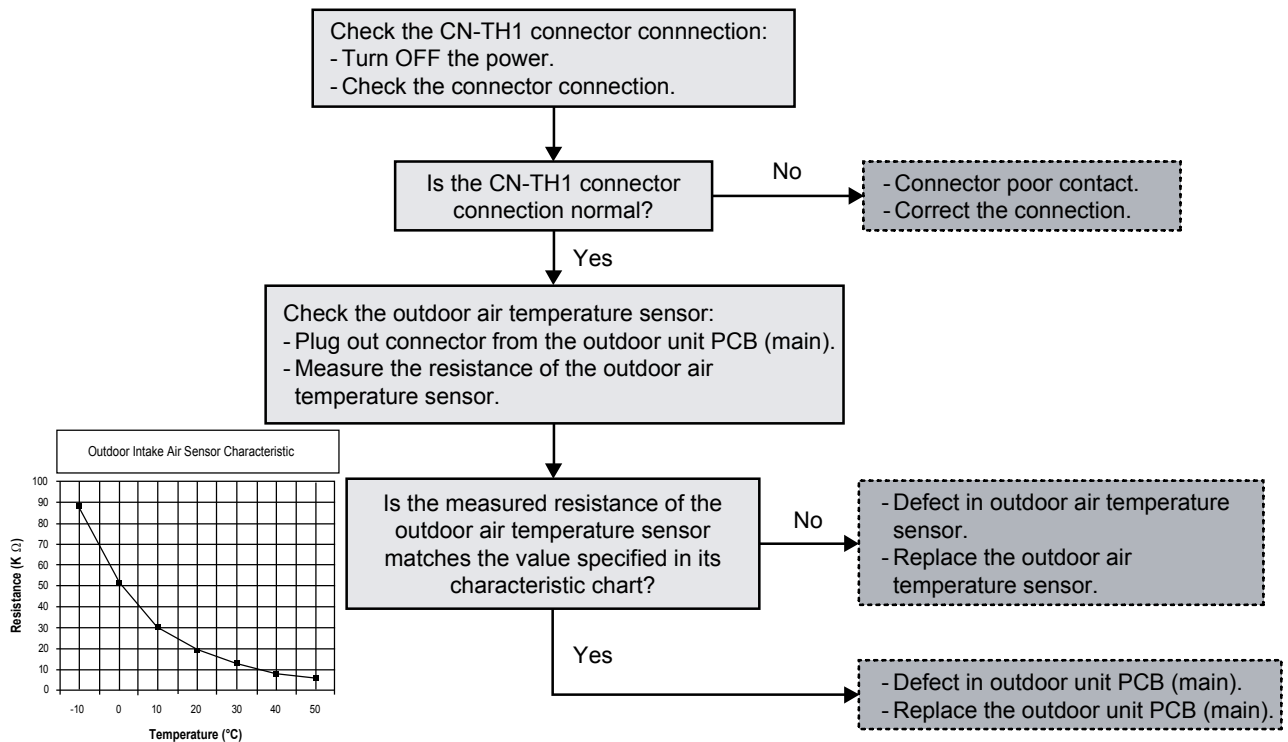 Check the CN-TH1 connector connnection:
- Turn OFF the power.
- Check the connector connection.
Is the CN-TH1 connector
connection normal?
No
- Connector poor contact.
- Correct the connection.
Yes
Check the outdoor air temperature sensor:
- Plug out connector from the outdoor unit PCB (main).
- Measure the resistance of the outdoor air
temperature sensor.
Outdoor Intake Air Sensor Characteristic
100
90
80
70
60
50
40
30
20
10
0
Resistance (K Ω)
-10 0 10 20 30 40 50
Temperature (°C)
Is the measured resistance of the
outdoor air temperature sensor
matches the value specified in its
characteristic chart?
No
- Defect in outdoor air temperature
sensor.
- Replace the outdoor air
temperature sensor.
Yes
- Defect in outdoor unit PCB (main).
- Replace the outdoor unit PCB (main).